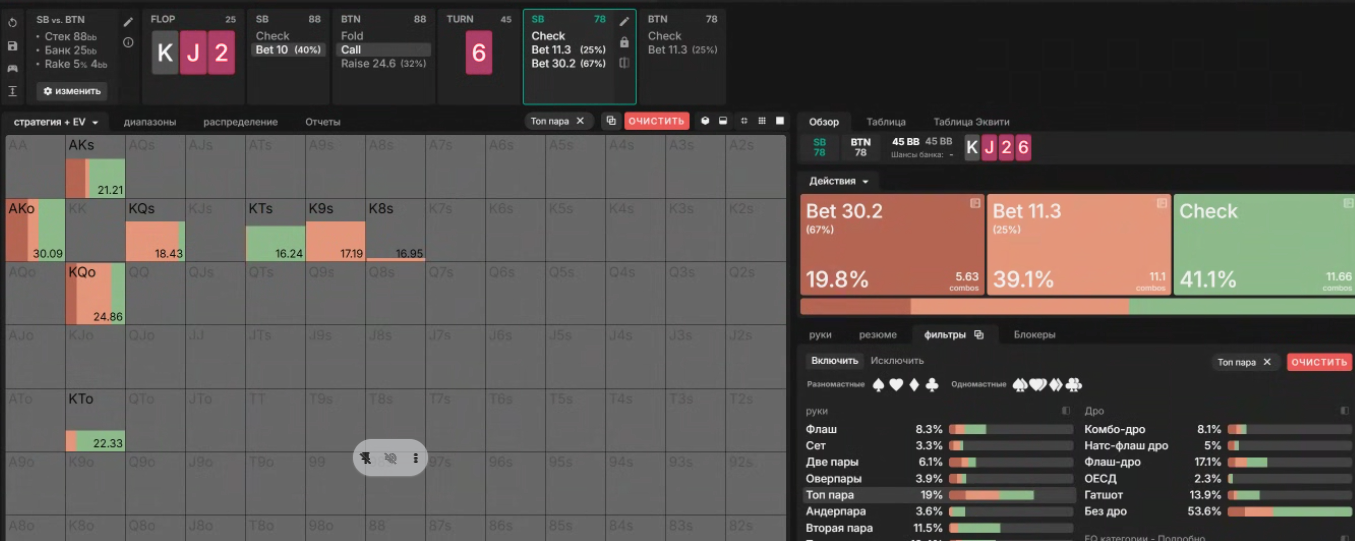 SB vs. BTN
Стек 88bb
Банк 25bb
Rake 5% 4bb
изменить
FLOP 25
K J 2
SB 88
Check
Bet 10 (40%)
BTN 88
Fold
Call
Raise 24.6 (32%)
TURN 45
6
SB 78
Check
Bet 11.3 (25%)
Bet 30.2 (67%)
BTN 78
Check
Bet 11.3 (25%)
стратегия + EV диапазоны распределение Отчеты Топ пара ✕ ОЧИСТИТЬ
AA AKs AQs AJs ATs A9s A8s A7s A6s A5s A4s A3s A2s
21.21
AKo KK KQs KJs KTs K9s K8s K7s K6s K5s K4s K3s K2s
30.09 18.43 16.24 17.19 16.95
AQo KQo QQ QJs QTs Q9s Q8s Q7s Q6s Q5s Q4s Q3s Q2s
24.86
AJo KJo QJo JJ JTs J9s J8s J7s J6s J5s J4s J3s J2s
ATo KTo QTo JTo TT T9s T8s T7s T6s T5s T4s T3s T2s
22.33
A9o K9o Q9o J9o T9o 99 98s 97s 96s 95s 94s 93s 92s
A8o K8o Q8o J8o T8o 98o 88 87s 86s 85s 84s 83s 82s
Обзор Таблица Таблица Эквити
SB 78
BTN 78
45 BB 45 BB
Шансы банка: -
K J 2 6
Действия
Bet 30.2
(67%)
19.8% 5.63 combos
Bet 11.3
(25%)
39.1% 11.1 combos
Check
41.1% 11.66 combos
руки резюме фильтры Блокеры
Включить Исключить Топ пара ✕ ОЧИСТИТЬ
Разномастные ♠ ♥ ♦ ♣ Одномастные
руки
Флаш 8.3%
Сет 3.3%
Две пары 6.1%
Оверпары 3.9%
Топ пара 19%
Андерпара 3.6%
Вторая пара 11.5%
Дро
Комбо-дро 8.1%
Натс-флаш дро 5%
Флаш-дро 17.1%
ОЕСД 2.3%
Гатшот 13.9%
Без дро 53.6%
EQ категории - Подробно